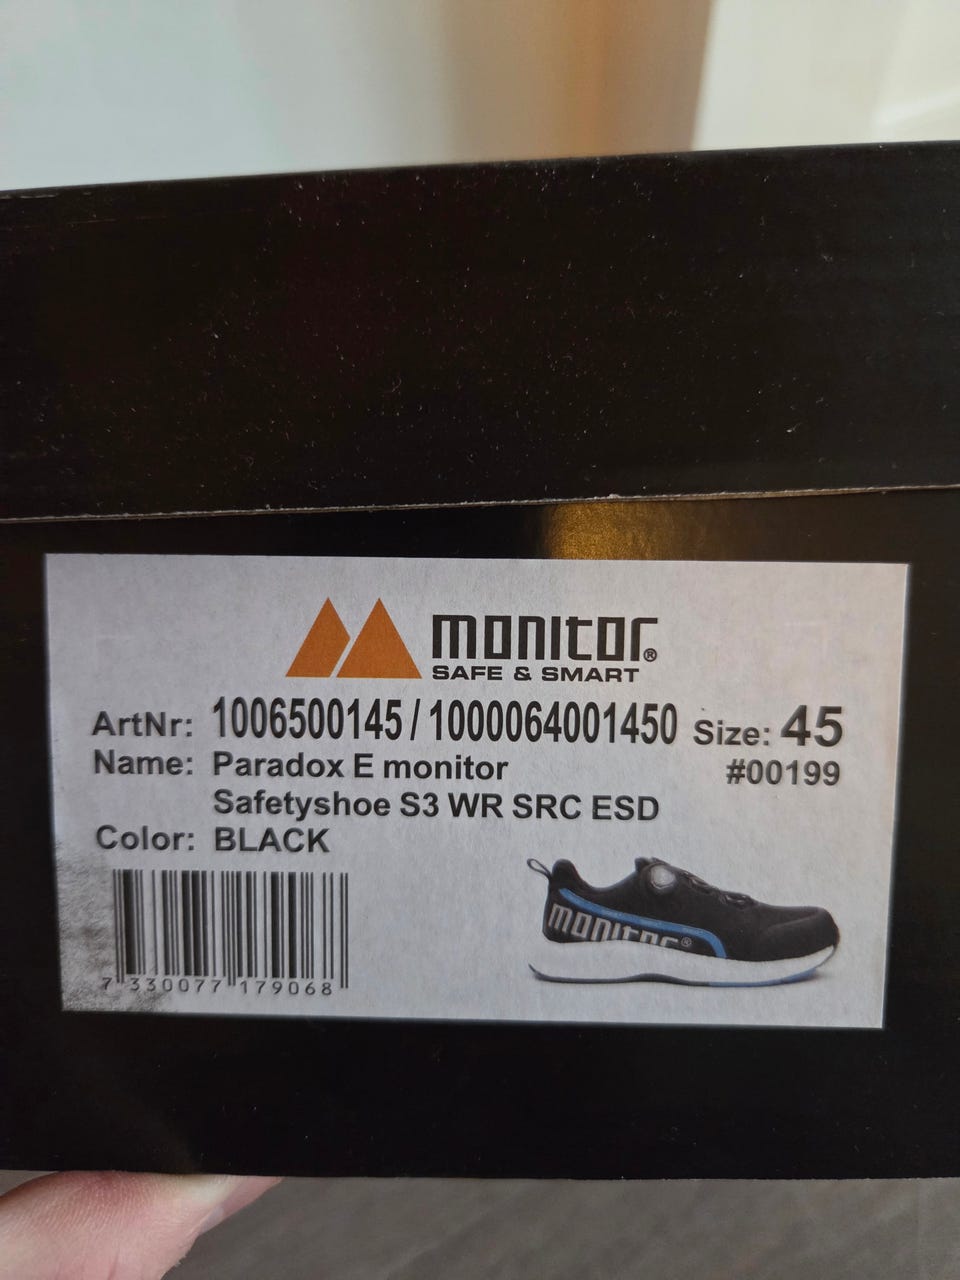 monitor®
SAFE & SMART
ArtNr: 1006500145 / 1000064001450 Size: 45
Name: Paradox E monitor #00199
Safetyshoe S3 WR SRC ESD
Color: BLACK
monitor®
7 330077 179068